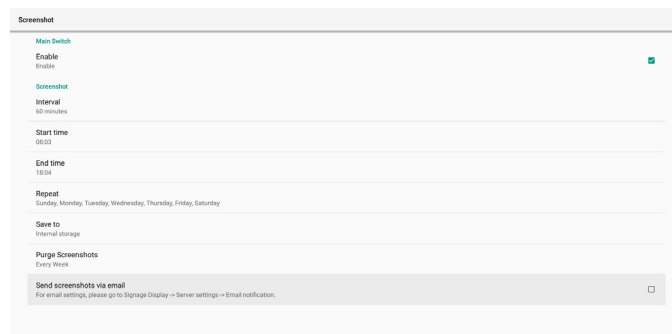 Screenshot
Main Switch
Enable
Enable
Screenshot
Interval
60 minutes
Start time
08:03
End time
18:04
Repeat
Sunday, Monday, Tuesday, Wednesday, Thursday, Friday, Saturday
Save to
Internal storage
Purge Screenshots
Every Week
Send screenshots via email
For email settings, please go to Signage Display -> Server settings -> Email notification.